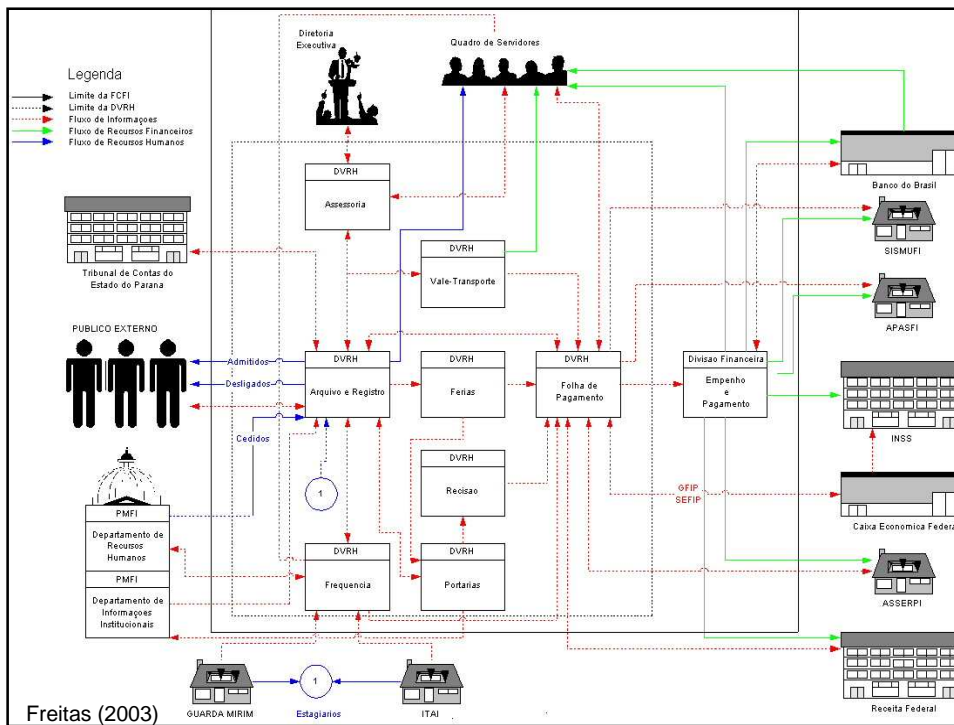 Diretoria
Executiva
Quadro de Servidores
Legenda
Limite da FCFI
Limite da DVRH
Fluxo de Informaçoes
Fluxo de Recursos Financeiros
Fluxo de Recursos Humanos
Tribunal de Contas do
Estado do Parana
PUBLICO EXTERNO
Admitidos
Desligados
Cedidos
DVRH
Assessoria
DVRH
Vale-Transporte
DVRH
Arquivo e Registro
DVRH
Ferias
DVRH
Folha de
Pagamento
Divisao Financeira
Empenho
e
Pagamento
DVRH
Recisao
1
DVRH
Frequencia
DVRH
Portarias
GFIP
SEFIP
PMFI
Departamento de
Recursos
Humanos
PMFI
Departamento de
Informaçoes
Institucionais
Banco do Brasil
SISMUFI
APASFI
INSS
Caixa Economica Federal
ASSERPI
Receita Federal
GUARDA MIRIM
1
Estagiarios
ITAI
Freitas (2003)